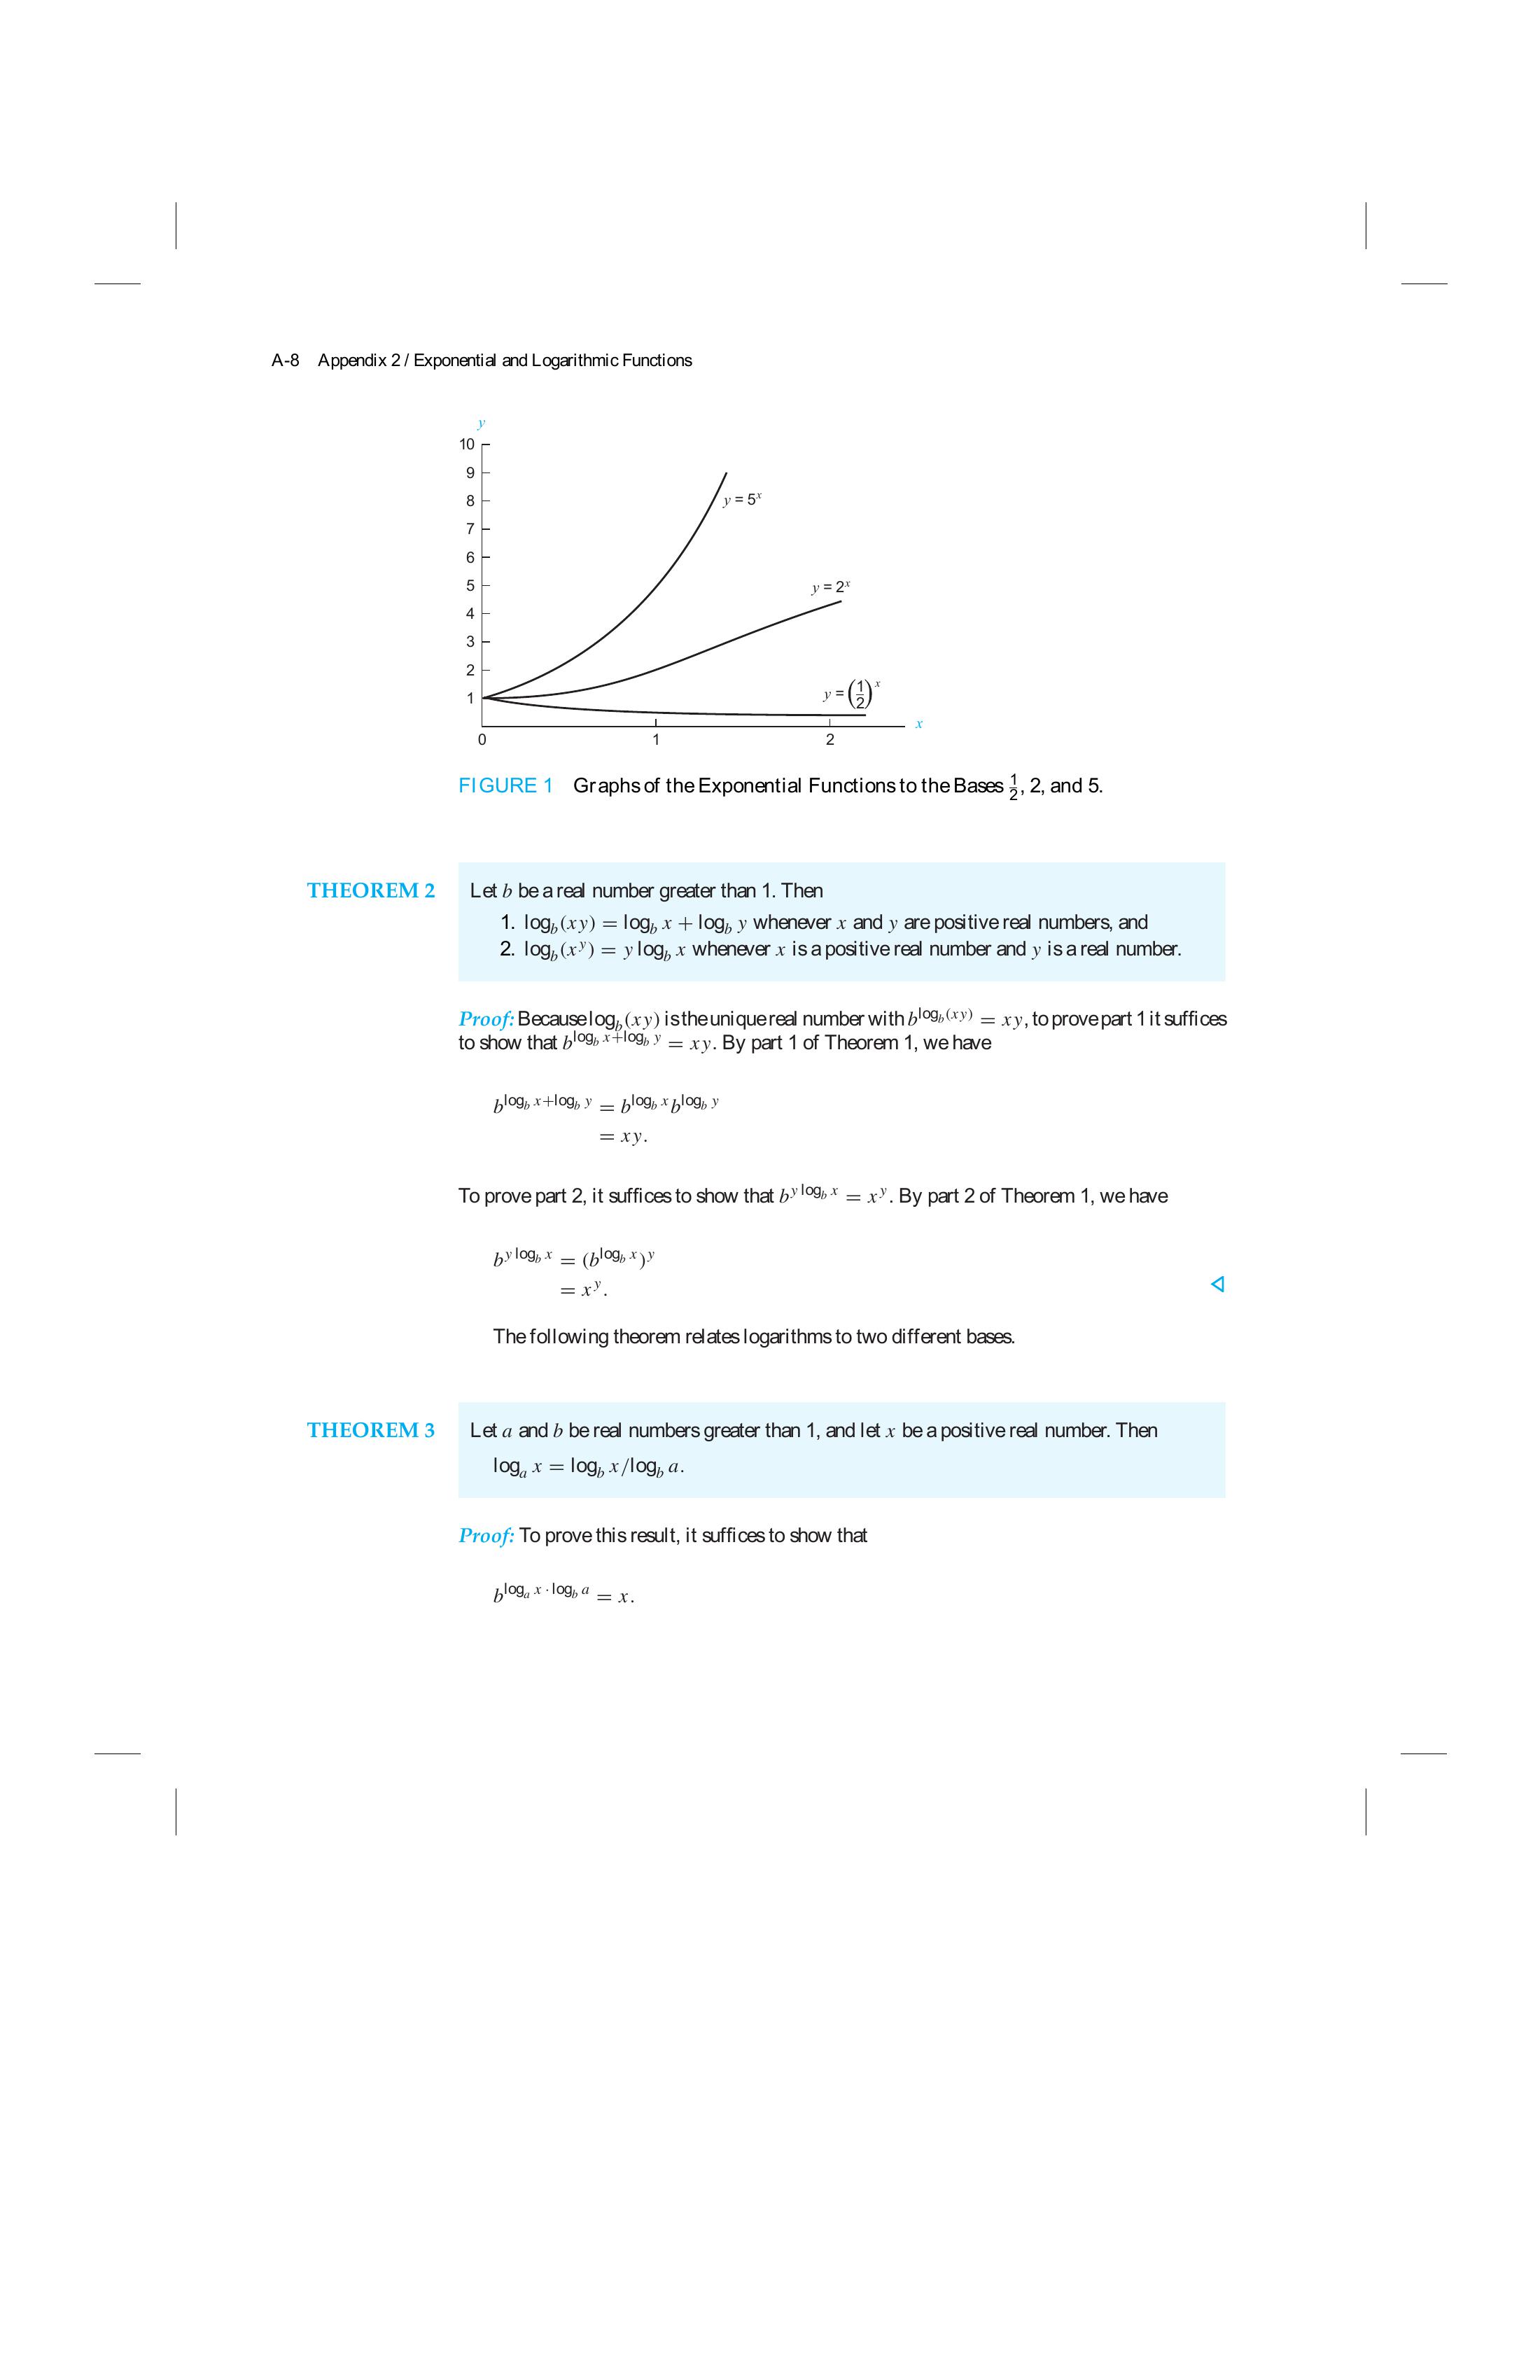 A-8 Appendix 2 / Exponential and Logarithmic Functions
y
10
9
8
7
6
5
4
3
2
1
y = 5^x
y = 2^x
y = (1/2)^x
x
0 1 2
FIGURE 1 Graphs of the Exponential Functions to the Bases 1/2, 2, and 5.
THEOREM 2 Let b be a real number greater than 1. Then
1. log_b(xy) = log_b x + log_b y whenever x and y are positive real numbers, and
2. log_b(x^y) = y log_b x whenever x is a positive real number and y is a real number.
Proof: Because log_b(xy) is the unique real number with b^{log_b(xy)} = xy, to prove part 1 it suffices
to show that b^{log_b x+log_b y} = xy. By part 1 of Theorem 1, we have
b^{log_b x+log_b y} = b^{log_b x} b^{log_b y}
= xy.
To prove part 2, it suffices to show that b^{y log_b x} = x^y. By part 2 of Theorem 1, we have
b^{y log_b x} = (b^{log_b x})^y
= x^y. ◁
The following theorem relates logarithms to two different bases.
THEOREM 3 Let a and b be real numbers greater than 1, and let x be a positive real number. Then
log_a x = log_b x/log_b a.
Proof: To prove this result, it suffices to show that
b^{log_a x · log_b a} = x.